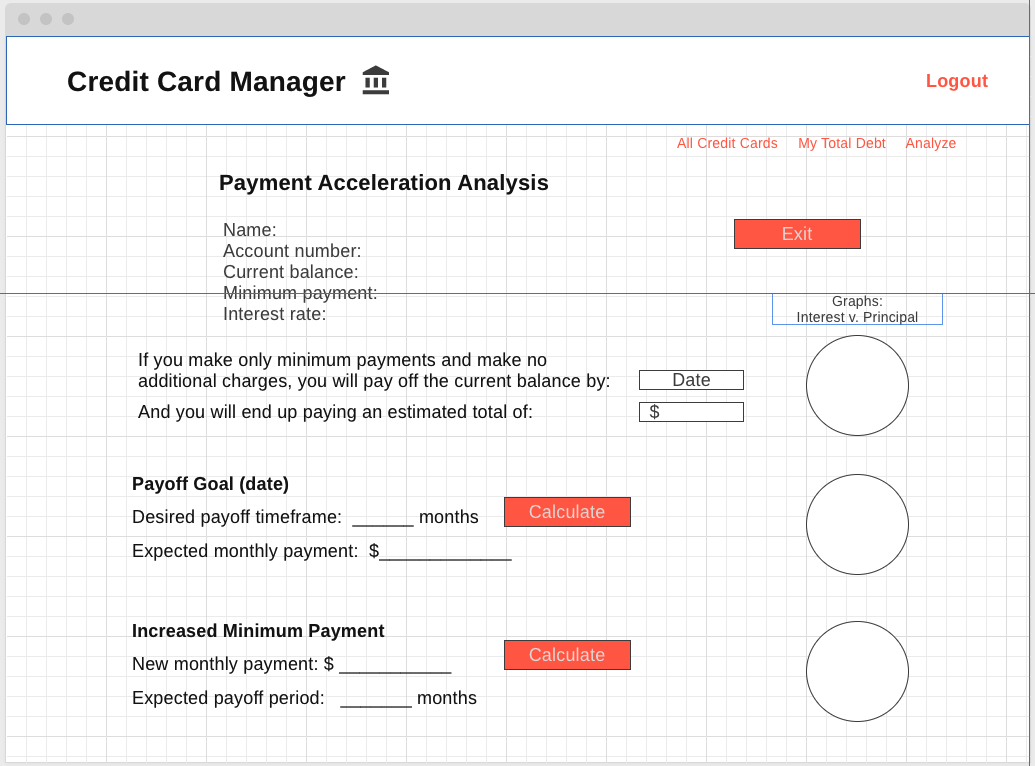 Credit Card Manager
Logout
All Credit Cards My Total Debt Analyze
Payment Acceleration Analysis
Name:
Exit
Account number:
Current balance:
Minimum payment:
Graphs:
Interest v. Principal
Interest rate:
If you make only minimum payments and make no
additional charges, you will pay off the current balance by: Date
And you will end up paying an estimated total of: $
Payoff Goal (date)
Desired payoff timeframe: ______ months Calculate
Expected monthly payment: $_____________
Increased Minimum Payment
New monthly payment: $ ___________ Calculate
Expected payoff period: _______ months